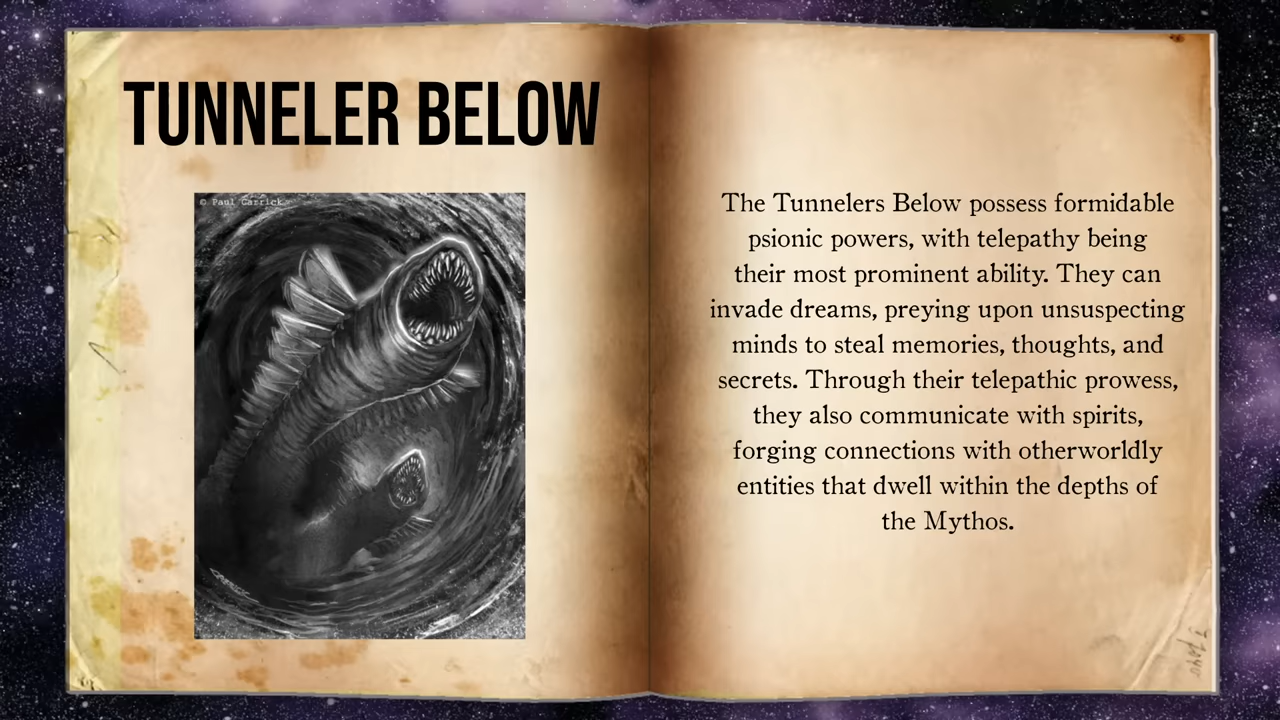 TUNNELER BELOW
© Paul Carrick
The Tunnelers Below possess formidable
psionic powers, with telepathy being
their most prominent ability. They can
invade dreams, preying upon unsuspecting
minds to steal memories, thoughts, and
secrets. Through their telepathic prowess,
they also communicate with spirits,
forging connections with otherworldly
entities that dwell within the depths of
the Mythos.